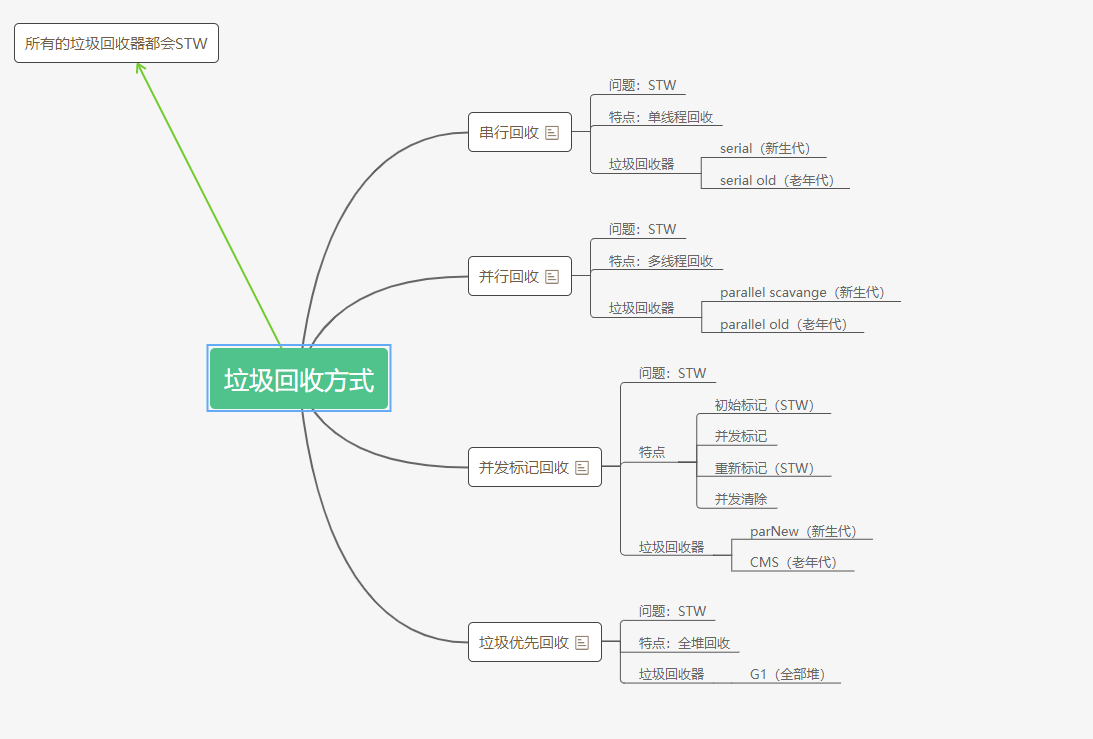 所有的垃圾回收器都会STW
垃圾回收方式
串行回收
问题：STW
特点：单线程回收
垃圾回收器
serial（新生代）
serial old（老年代）
并行回收
问题：STW
特点：多线程回收
垃圾回收器
parallel scavange（新生代）
parallel old（老年代）
并发标记回收
问题：STW
特点
初始标记（STW）
并发标记
重新标记（STW）
并发清除
垃圾回收器
parNew（新生代）
CMS（老年代）
垃圾优先回收
问题：STW
特点：全堆回收
垃圾回收器
G1（全部堆）